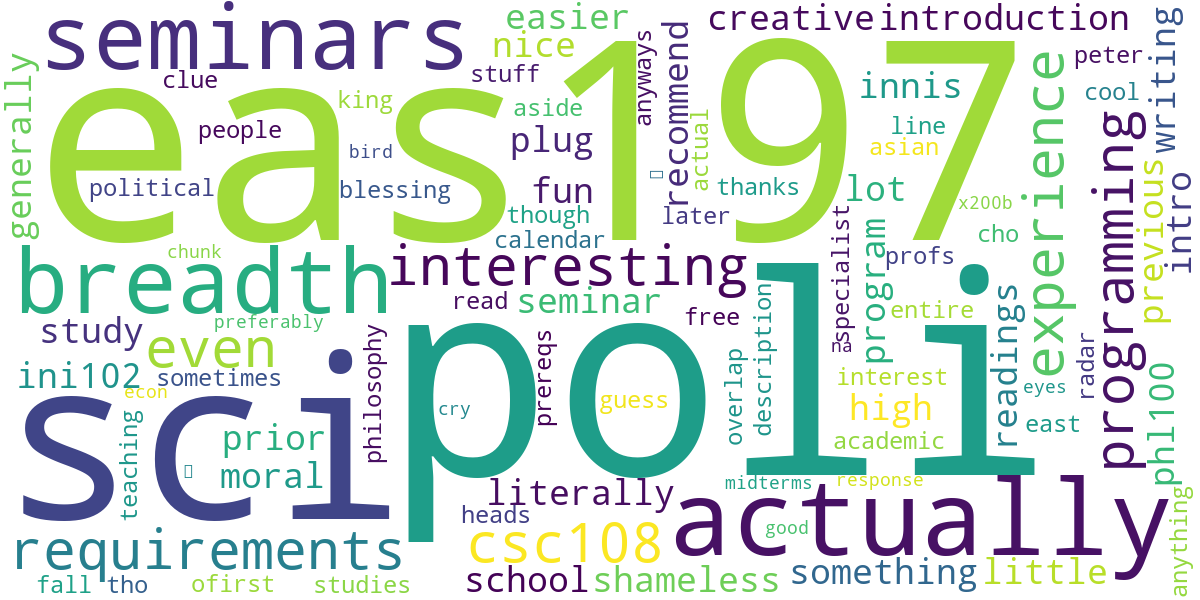 seminars
easier
creative
introduction
nice
peter
clue
stuff
anyways
recommend
generally
eas197
king
aside
innis
cool
writing
people
plug
line
experience
programming
bird
actual
asian
political
blessing
fun
thanks
lot
previous
intro
though
later
x200b
calendar
cho
chunk
breadth
interesting
specialist
profs
program
read
seminar
free
entire
readings
preferably
study
even
poli
na
radar
ini102
sometimes
philosophy
prereqs
overlap
description
interest
phl100
econ
sci
cry
guess
high
eyes
east
teaching
prior
moral
academic
literally
midterms
response
actually
anything
requirements
heads
csc108
good
fall
tho
ofirst
studies
school
shameless
something
little